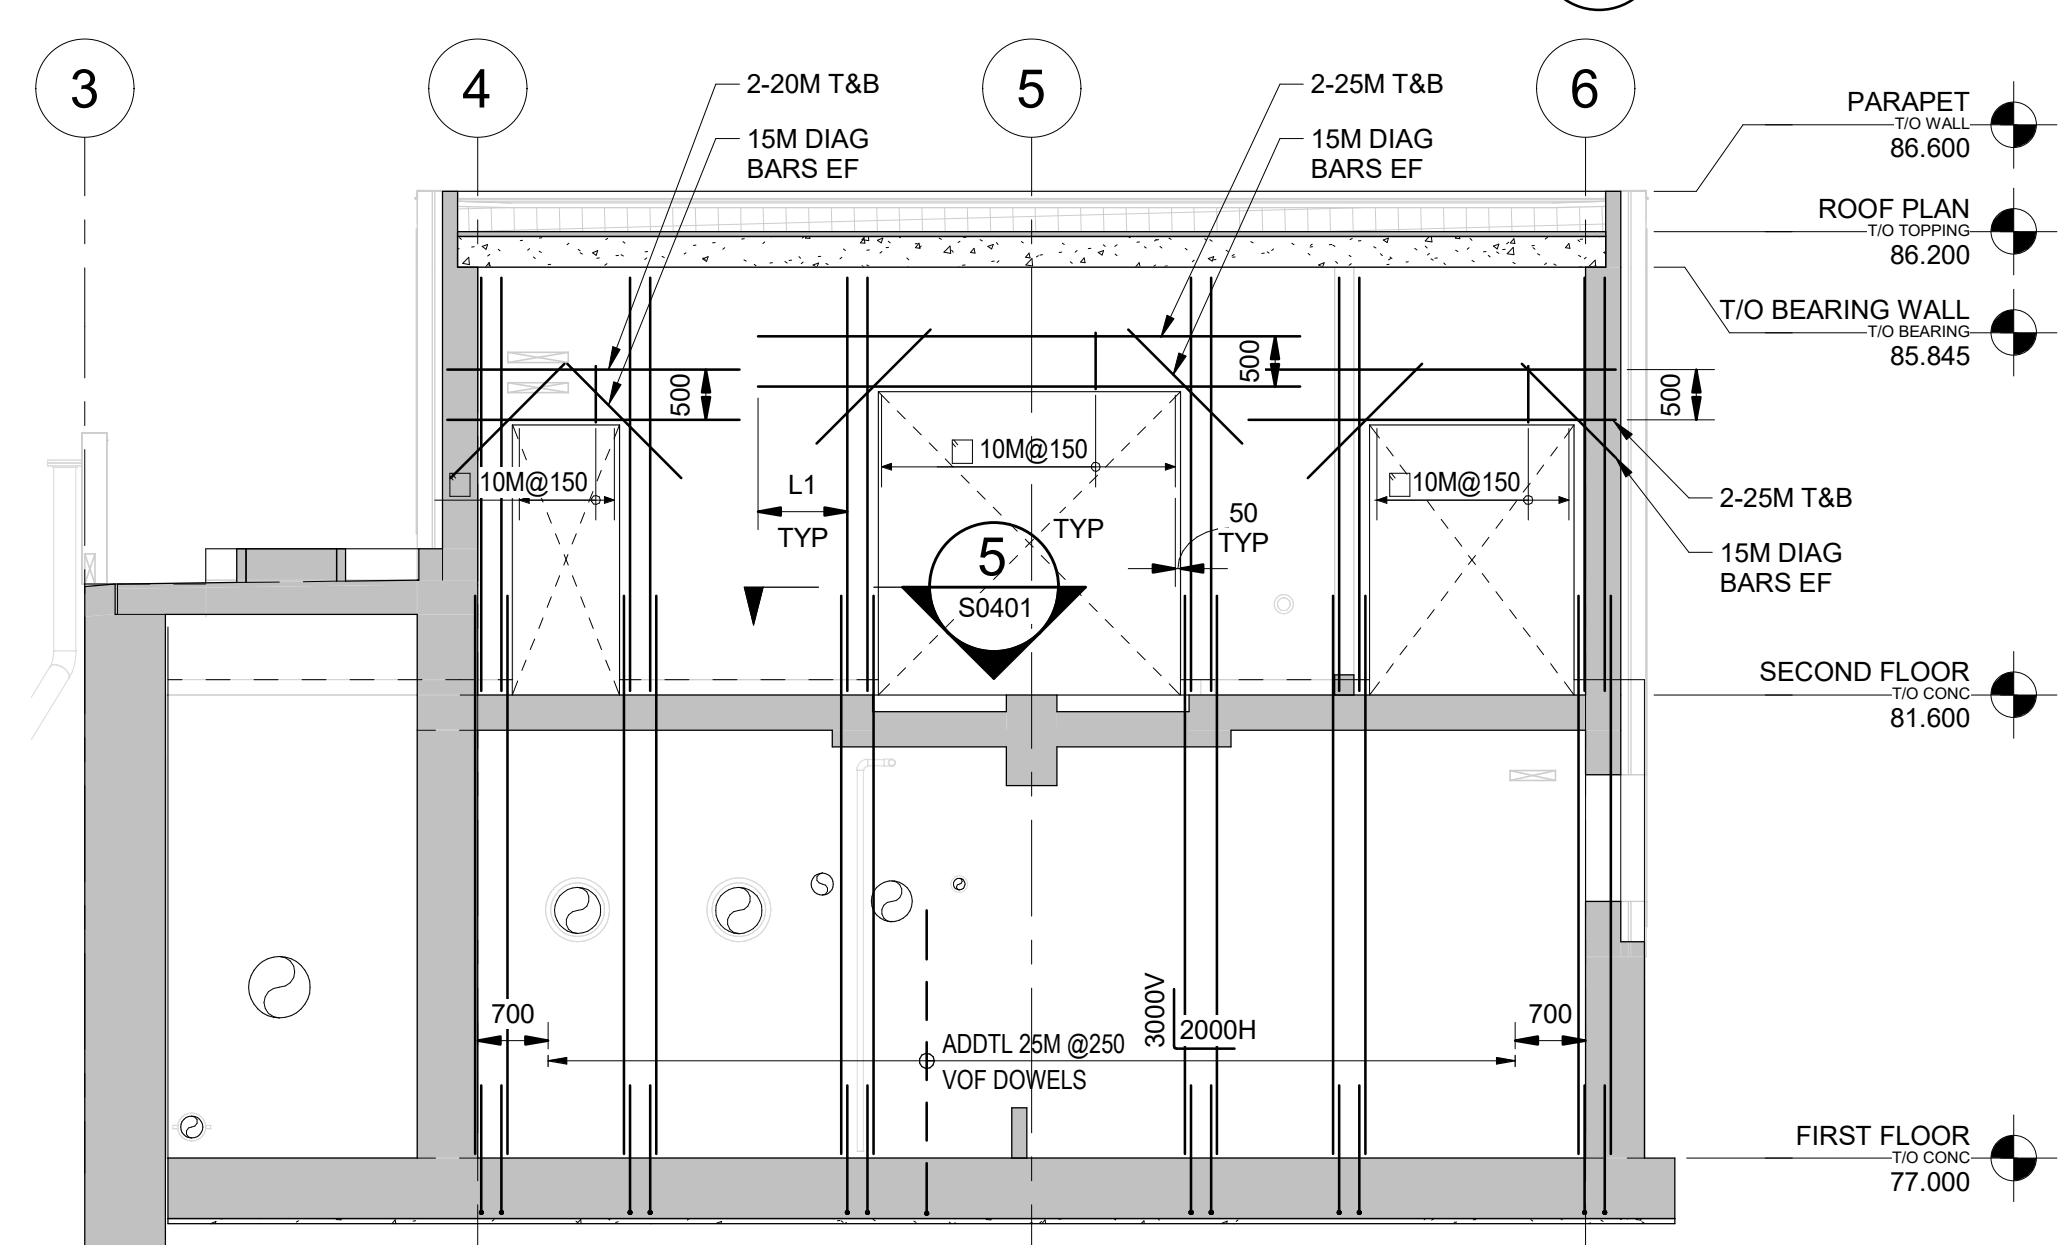 3
4
5
6
2-20M T&B
15M DIAG
BARS EF
2-25M T&B
15M DIAG
BARS EF
PARAPET
T/O WALL
86.600
ROOF PLAN
T/O TOPPING
86.200
T/O BEARING WALL
T/O BEARING
85.845
500
500
500
10M@150
10M@150
10M@150
L1
TYP
TYP
50
TYP
5
S0401
2-25M T&B
15M DIAG
BARS EF
SECOND FLOOR
T/O CONC
81.600
700
ADDTL 25M @250
VOF DOWELS
3000V
2000H
700
FIRST FLOOR
T/O CONC
77.000